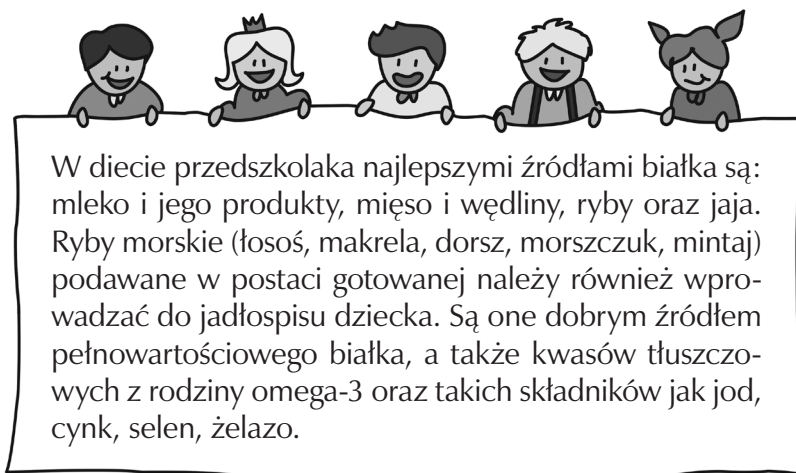 W diecie przedszkolaka najlepszymi źródłami białka są:
mleko i jego produkty, mięso i wędliny, ryby oraz jaja.
Ryby morskie (łosoś, makrela, dorsz, morszczuk, mintaj)
podawane w postaci gotowanej należy również wpro-
wadzać do jadłospisu dziecka. Są one dobrym źródłem
pełnowartościowego białka, a także kwasów tłuszczo-
wych z rodziny omega-3 oraz takich składników jak jod,
cynk, selen, żelazo.